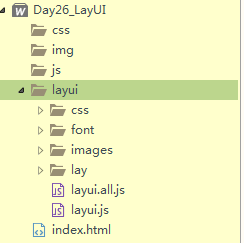 Day26_LayUI
css
img
js
layui
css
font
images
lay
layui.all.js
layui.js
index.html